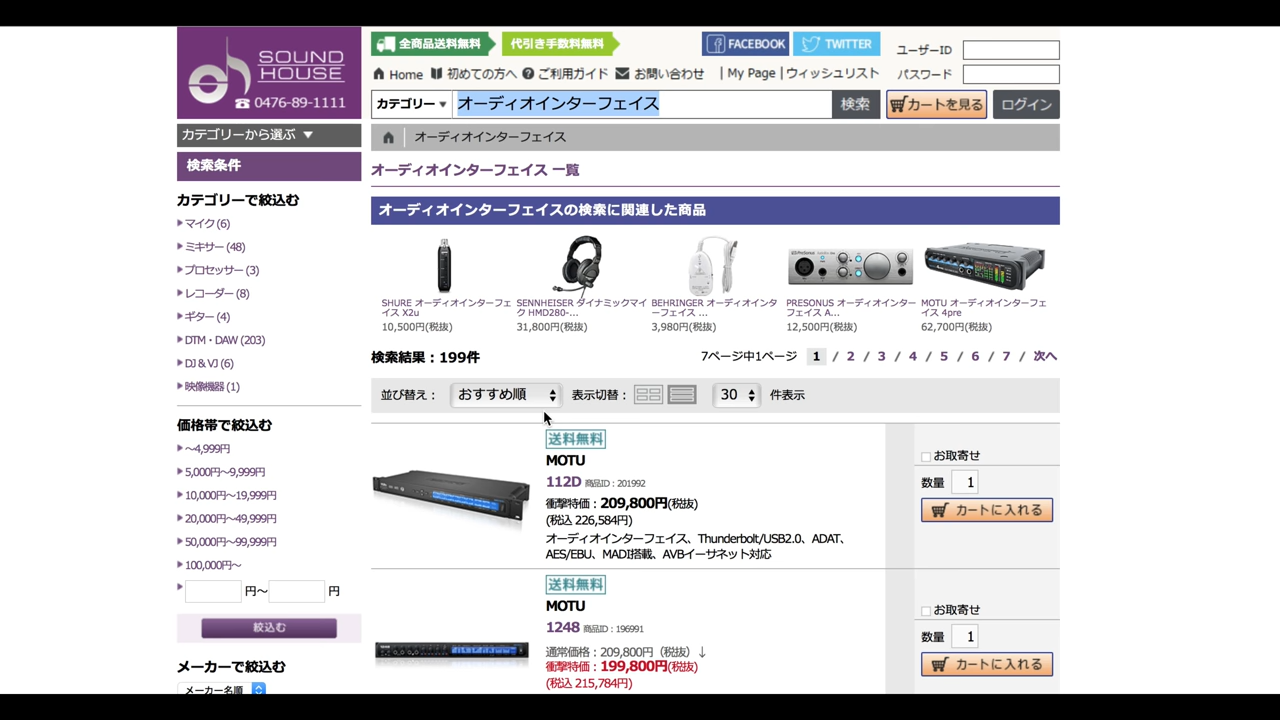 SOUND
HOUSE
0476-89-1111
全商品送料無料
代引き手数料無料
FACEBOOK
TWITTER
ユーザーID
Home 初めての方へ ご利用ガイド お問い合わせ | My Page | ウィッシュリスト
パスワード
カテゴリー▼ オーディオインターフェイス 検索 カートを見る ログイン
カテゴリーから選ぶ ▼
オーディオインターフェイス
検索条件
オーディオインターフェイス 一覧
カテゴリーで絞込む
マイク (6)
ミキサー (48)
プロセッサー (3)
レコーダー (8)
ギター (4)
DTM・DAW (203)
DJ & VJ (6)
映像機器 (1)
価格帯で絞込む
～4,999円
5,000円～9,999円
10,000円～19,999円
20,000円～49,999円
50,000円～99,999円
100,000円～
円～ 円
絞込む
メーカーで絞込む
メーカー名順
オーディオインターフェイスの検索に関連した商品
SHURE オーディオインターフェ
イス X2u
10,500円(税抜)
SENNHEISER ダイナミックマイ
ク HMD280-...
31,800円(税抜)
BEHRINGER オーディオインタ
ーフェイス ...
3,980円(税抜)
PRESONUS オーディオインター
フェイス A...
12,500円(税抜)
MOTU オーディオインターフェ
イス 4pre
62,700円(税抜)
検索結果：199件
7ページ中1ページ 1 / 2 / 3 / 4 / 5 / 6 / 7 / 次へ
並び替え： おすすめ順 表示切替： 30 件表示
送料無料
MOTU
112D 商品ID：201992
衝撃特価：209,800円(税抜)
(税込 226,584円)
オーディオインターフェイス、Thunderbolt/USB2.0、ADAT、
AES/EBU、MADI搭載、AVBイーサネット対応
お取寄せ
数量 1
カートに入れる
送料無料
MOTU
1248 商品ID：196991
通常価格：209,800円（税抜）↓
衝撃特価：199,800円(税抜)
(税込 215,784円)
お取寄せ
数量 1
カートに入れる